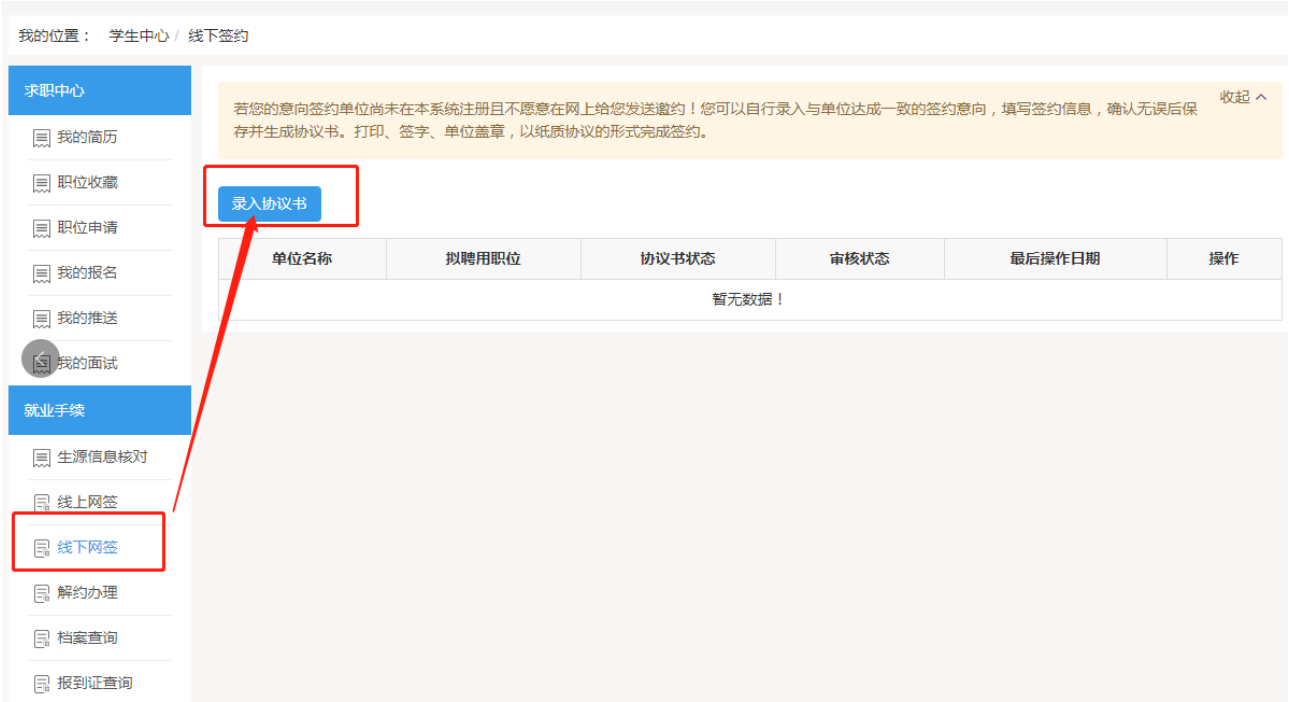 我的位置： 学生中心 / 线下签约
求职中心
我的简历
职位收藏
职位申请
我的报名
我的推送
我的面试
就业手续
生源信息核对
线上网签
线下网签
解约办理
档案查询
报到证查询
若您的意向签约单位尚未在本系统注册且不愿意在网上给您发送邀约！您可以自行录入与单位达成一致的签约意向，填写签约信息，确认无误后保
存并生成协议书。打印、签字、单位盖章，以纸质协议的形式完成签约。
收起
录入协议书
单位名称 拟聘用职位 协议书状态 审核状态 最后操作日期 操作
暂无数据！